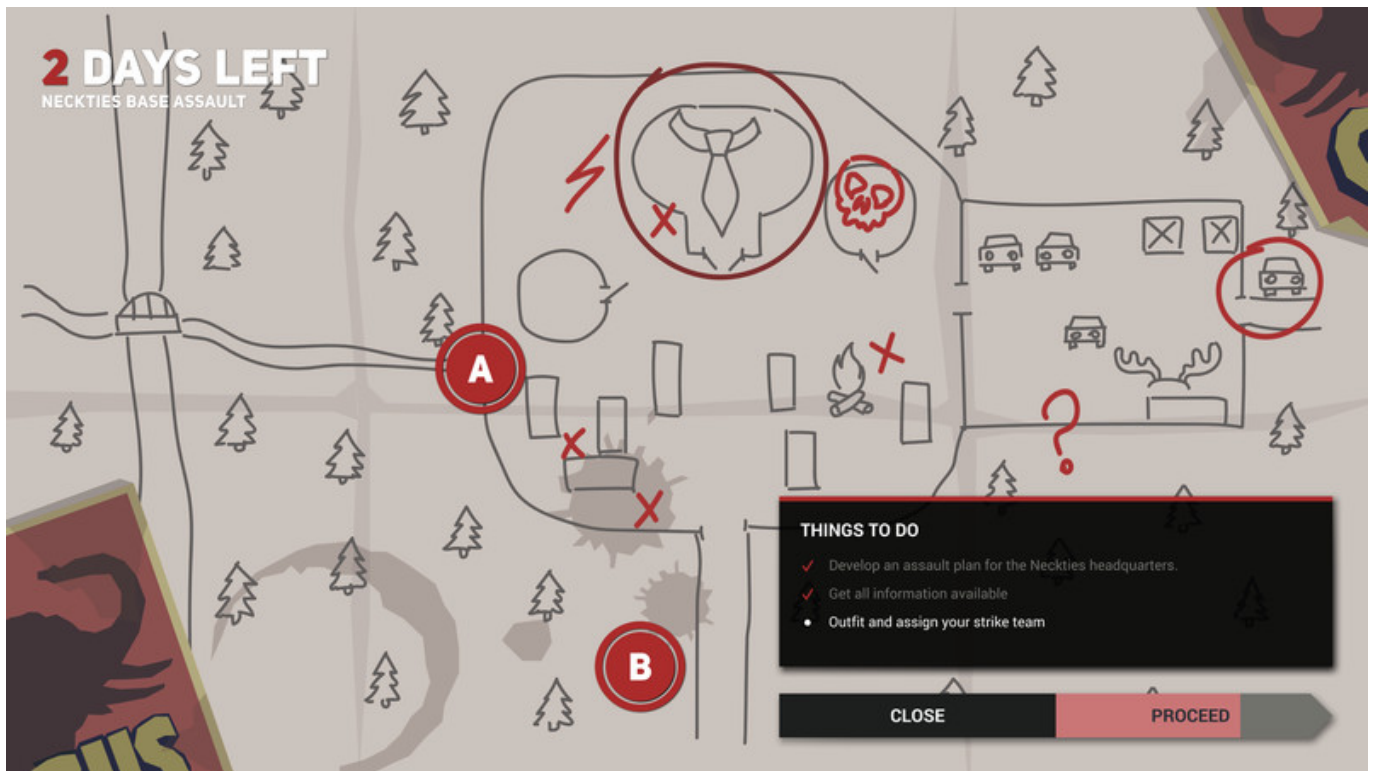 2 DAYS LEFT
NECKTIES BASE ASSAULT
A
?
B
THINGS TO DO
Develop an assault plan for the Neckties headquarters.
Get all information available
Outfit and assign your strike team
CLOSE
PROCEED